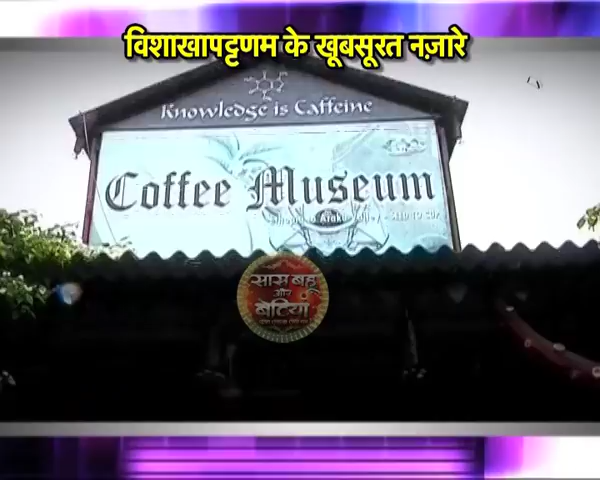 विशाखापट्टणम के खूबसूरत नज़ारे
Knowledge is Caffeine
Coffee Museum
सास बहू
और
बेटियां